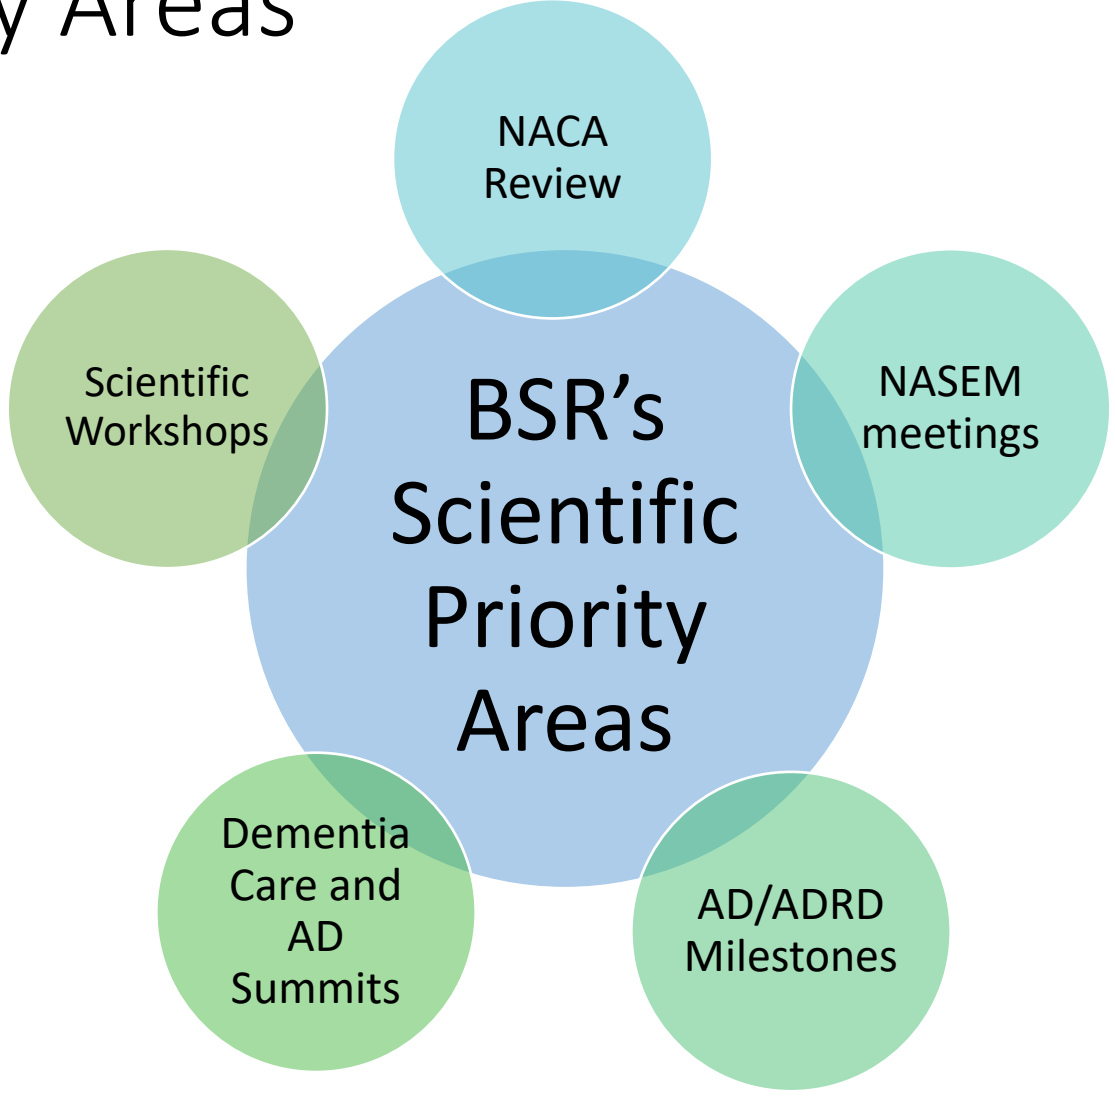 y Areas
NACA
Review
Scientific
Workshops
NASEM
meetings
BSR’s
Scientific
Priority
Areas
Dementia
Care and
AD
Summits
AD/ADRD
Milestones